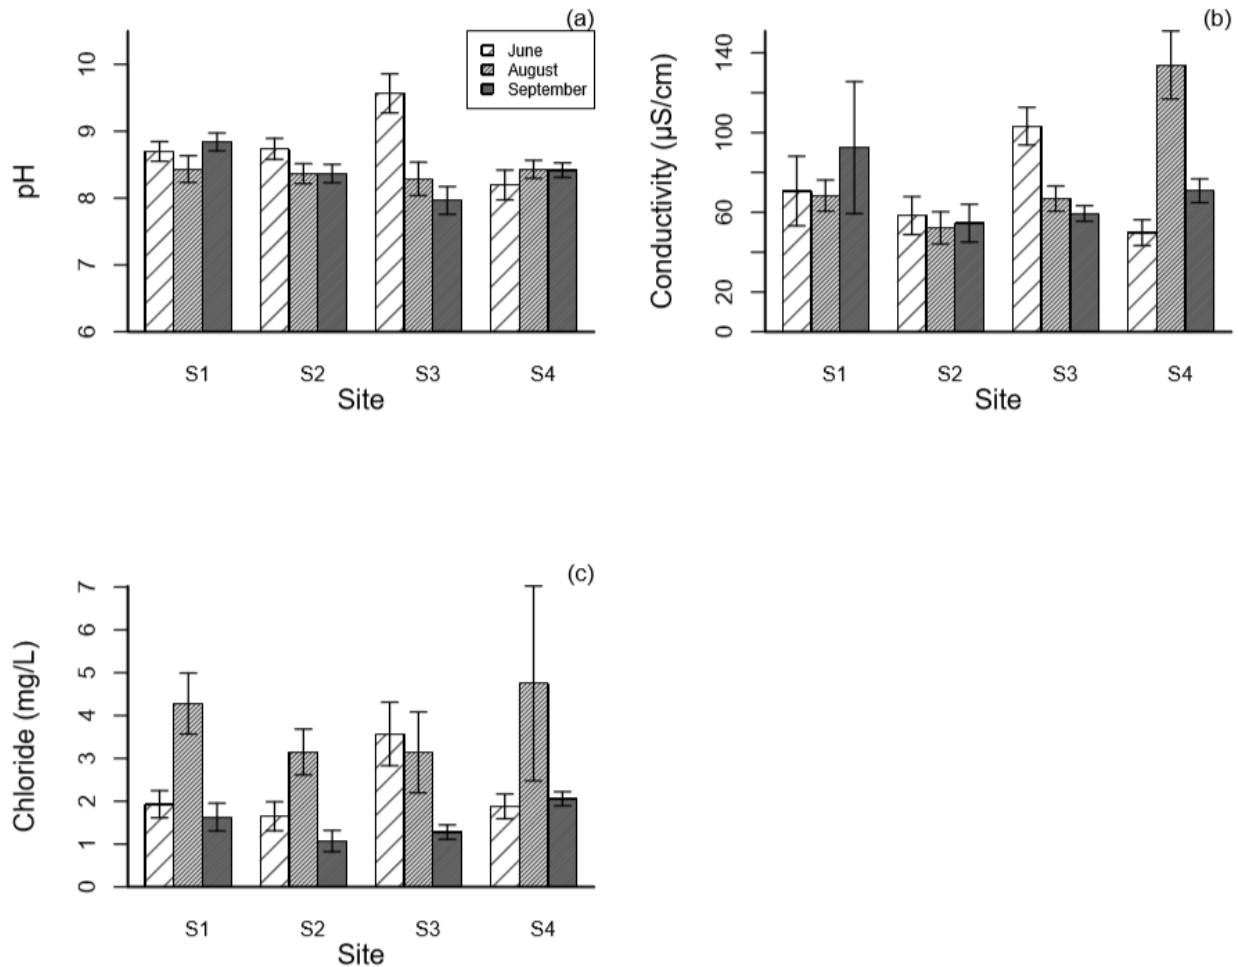 (a)
June
August
September
pH
10
9
8
7
6
S1 S2 S3 S4
Site
(b)
Conductivity (µS/cm)
140
100
60
20
0
S1 S2 S3 S4
Site
(c)
Chloride (mg/L)
7
6
5
4
3
2
1
0
S1 S2 S3 S4
Site